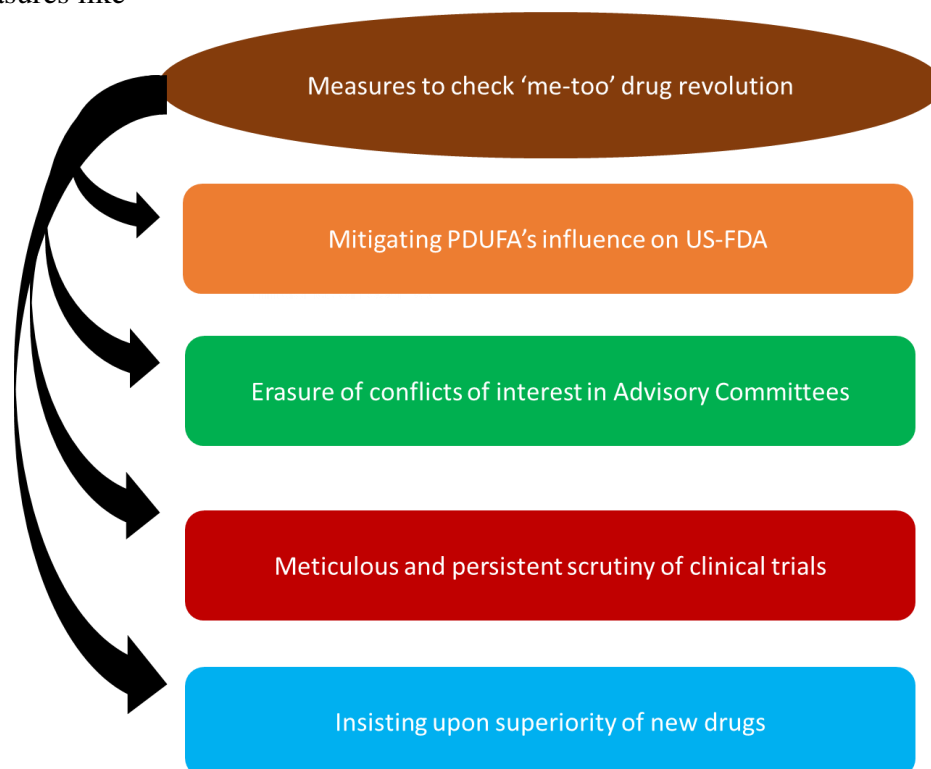 Measures to check ‘me-too’ drug revolution
Mitigating PDUFA’s influence on US-FDA
Erasure of conflicts of interest in Advisory Committees
Meticulous and persistent scrutiny of clinical trials
Insisting upon superiority of new drugs